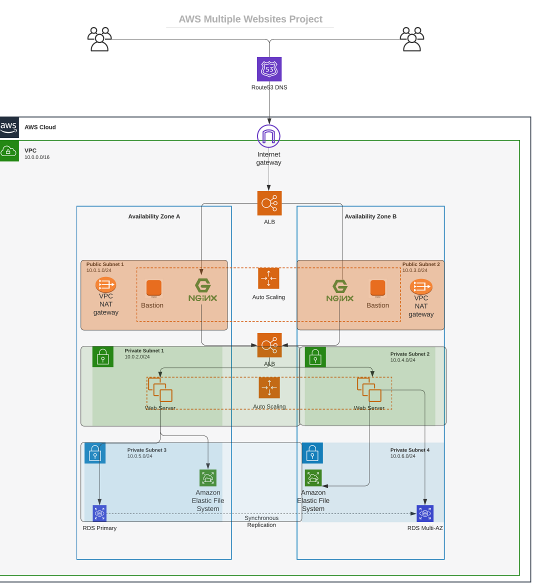 AWS Multiple Websites Project
Route53 DNS
aws
AWS Cloud
VPC
10.0.0.0/16
Internet
gateway
ALB
Availability Zone A
Availability Zone B
Public Subnet 1
10.0.1.0/24
VPC
NAT
gateway
Bastion
NGINX
Auto Scaling
NGINX
Bastion
Public Subnet 2
10.0.3.0/24
VPC
NAT
gateway
ALB
Private Subnet 1
10.0.2.0/24
Private Subnet 2
10.0.4.0/24
Web Server
Auto Scaling
Web Server
Private Subnet 3
10.0.5.0/24
Private Subnet 4
10.0.6.0/24
Amazon
Elastic File
System
Amazon
Elastic File
System
RDS Primary
Synchronous
Replication
RDS Multi-AZ